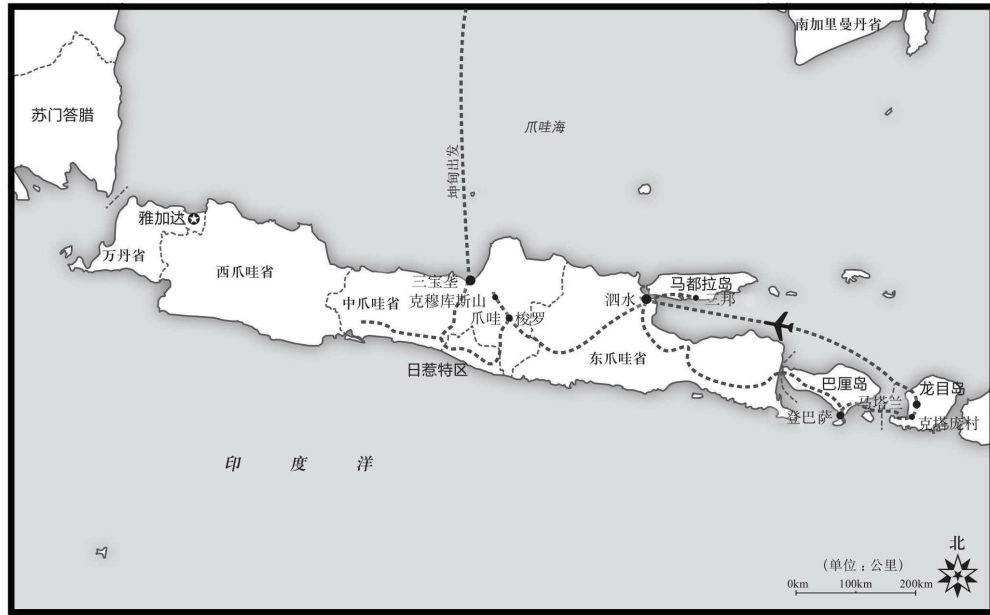 南加里曼丹省
苏门答腊
爪哇海
坤甸出发
雅加达
万丹省
西爪哇省
三宝垄
中爪哇省
克穆库斯山
爪哇
梭罗
泗水
马都拉岛
三邦
日惹特区
东爪哇省
巴厘岛
马塔兰
龙目岛
登巴萨
克塔庞村
印度洋
北
(单位:公里)
0km 100km 200km